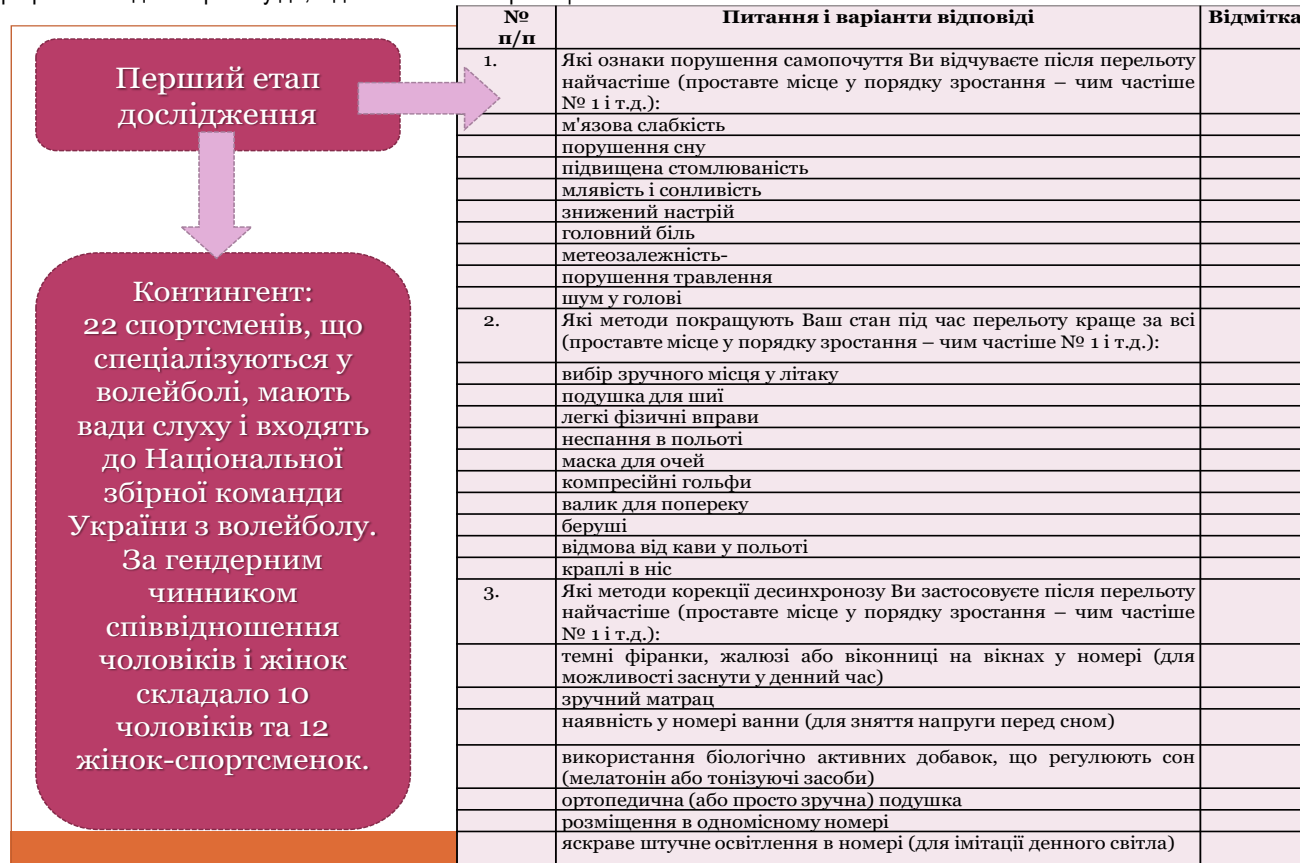 Перший етап
дослідження
Контингент:
22 спортсменів, що
спеціалізуються у
волейболі, мають
вади слуху і входять
до Національної
збірної команди
України з волейболу.
За гендерним
чинником
співвідношення
чоловіків і жінок
складало 10
чоловіків та 12
жінок-спортсменок.
№ п/п Питання і варіанти відповіді Відмітка
1. Які ознаки порушення самопочуття Ви відчуваєте після перельоту
найчастіше (проставте місце у порядку зростання – чим частіше
№ 1 і т.д.):
м'язова слабкість
порушення сну
підвищена стомлюваність
млявість і сонливість
знижений настрій
головний біль
метеозалежність-
порушення травлення
шум у голові
2. Які методи покращують Ваш стан під час перельоту краще за всі
(проставте місце у порядку зростання – чим частіше № 1 і т.д.):
вибір зручного місця у літаку
подушка для шиї
легкі фізичні вправи
неспання в польоті
маска для очей
компресійні гольфи
валик для попереку
беруші
відмова від кави у польоті
краплі в ніс
3. Які методи корекції десинхронозу Ви застосовуєте після перельоту
найчастіше (проставте місце у порядку зростання – чим частіше
№ 1 і т.д.):
темні фіранки, жалюзі або віконниці на вікнах у номері (для
можливості заснути у денний час)
зручний матрац
наявність у номері ванни (для зняття напруги перед сном)
використання біологічно активних добавок, що регулюють сон
(мелатонін або тонізуючі засоби)
ортопедична (або просто зручна) подушка
розміщення в одномісному номері
яскраве штучне освітлення в номері (для імітації денного світла)